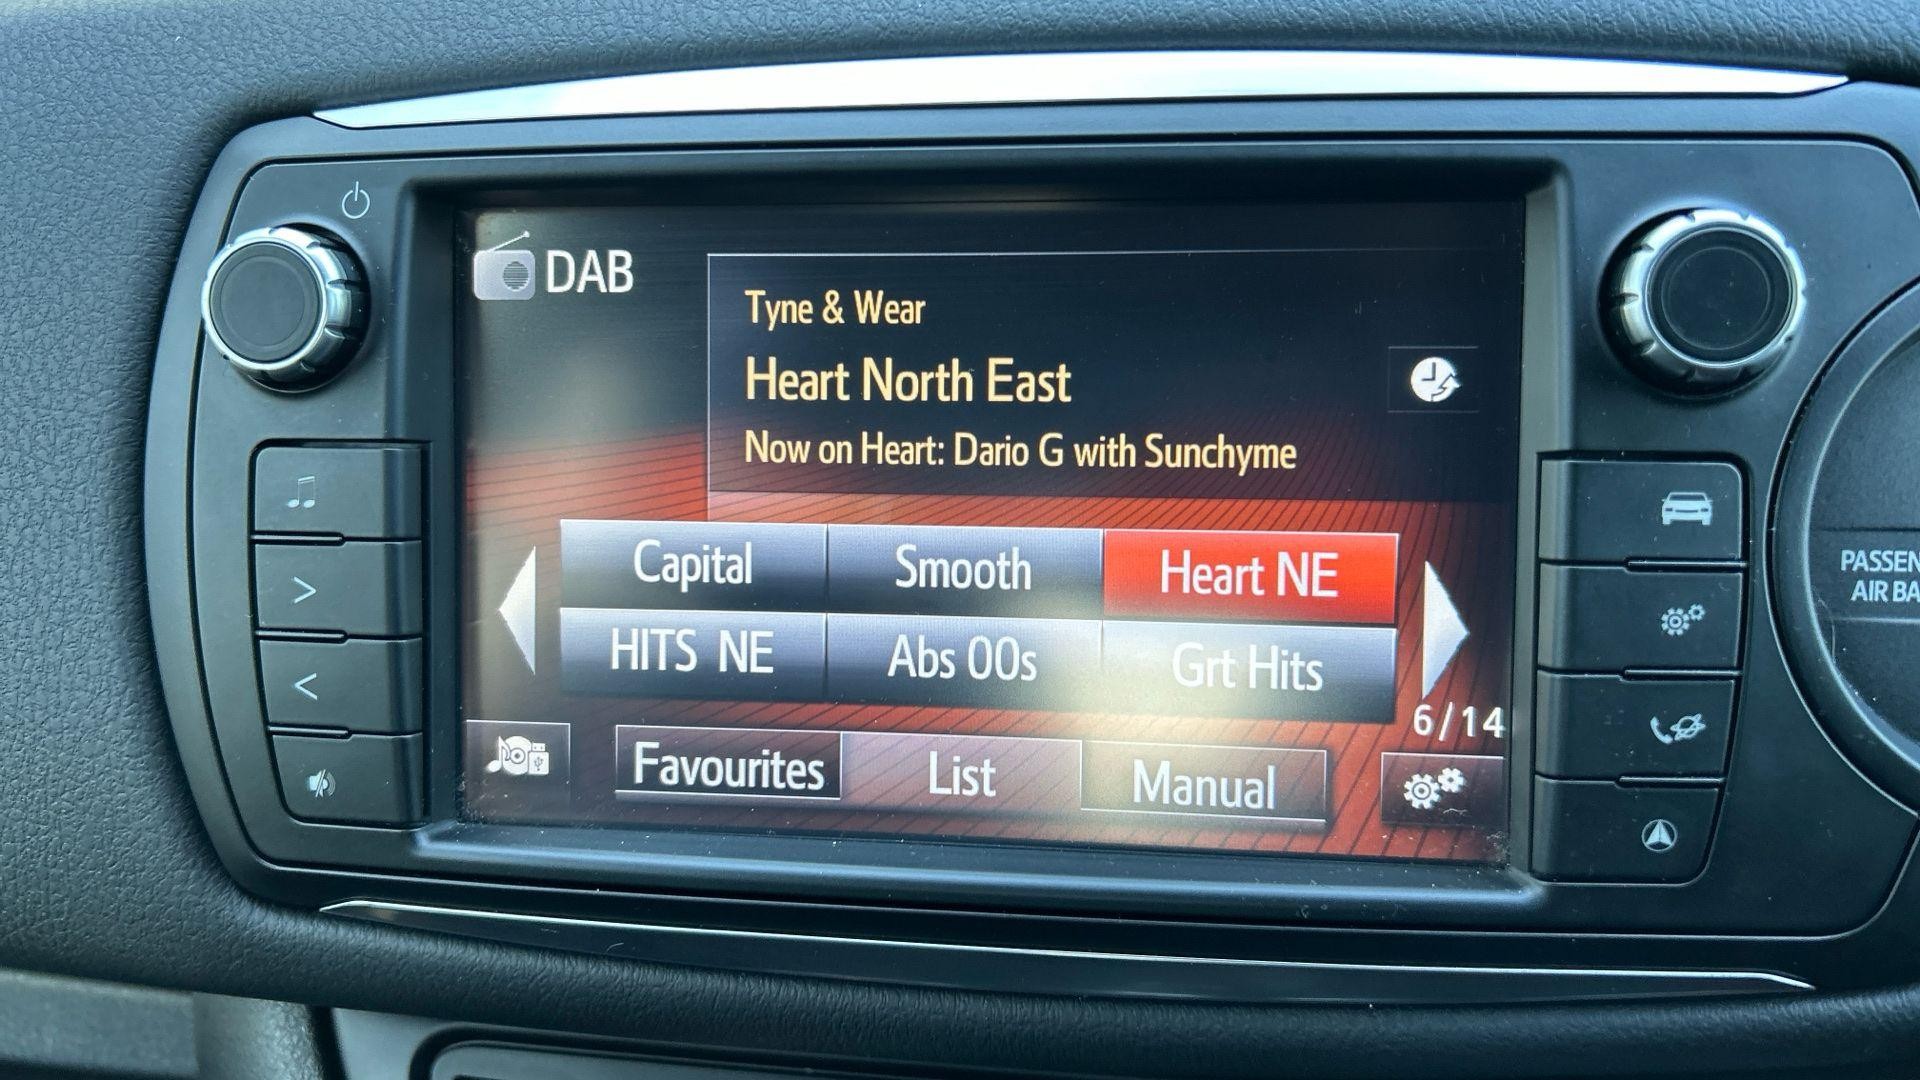 DAB
Tyne & Wear
Heart North East
Now on Heart: Dario G with Sunchyme
Capital Smooth Heart NE
HITS NE Abs 00s Grt Hits
6/14
Favourites List Manual
PASSEN
AIR BA